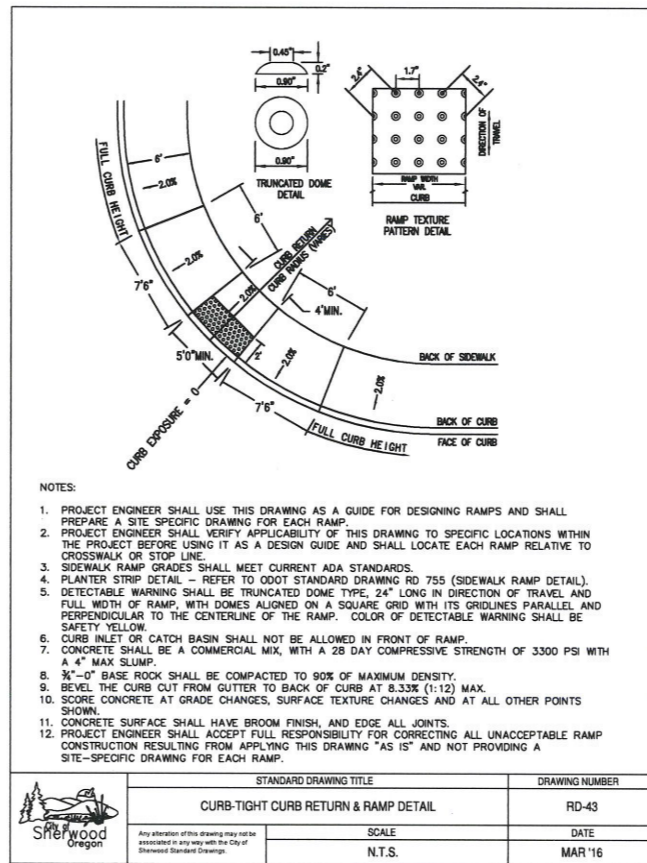 0.45"
0.2"
0.90"
0.90"
TRUNCATED DOME
DETAIL
2.4"
1.7"
2.4"
DIRECTION OF
TRAVEL
RAMP WIDTH
VAR.
CURB
RAMP TEXTURE
PATTERN DETAIL
FULL CURB HEIGHT
6'
2.0%
2.0%
7'6"
6'
CURB RETURN
CURB RADIUS (VARIES)
2.0%
6'
4'MIN.
5'0"MIN.
2'
2.0%
2.0%
BACK OF SIDEWALK
BACK OF CURB
FACE OF CURB
7'6"
FULL CURB HEIGHT
CURB EXPOSURE = 0
NOTES:
1. PROJECT ENGINEER SHALL USE THIS DRAWING AS A GUIDE FOR DESIGNING RAMPS AND SHALL
PREPARE A SITE SPECIFIC DRAWING FOR EACH RAMP.
2. PROJECT ENGINEER SHALL VERIFY APPLICABILITY OF THIS DRAWING TO SPECIFIC LOCATIONS WITHIN
THE PROJECT BEFORE USING IT AS A DESIGN GUIDE AND SHALL LOCATE EACH RAMP RELATIVE TO
CROSSWALK OR STOP LINE.
3. SIDEWALK RAMP GRADES SHALL MEET CURRENT ADA STANDARDS.
4. PLANTER STRIP DETAIL – REFER TO ODOT STANDARD DRAWING RD 755 (SIDEWALK RAMP DETAIL).
5. DETECTABLE WARNING SHALL BE TRUNCATED DOME TYPE, 24" LONG IN DIRECTION OF TRAVEL AND
FULL WIDTH OF RAMP, WITH DOMES ALIGNED ON A SQUARE GRID WITH ITS GRIDLINES PARALLEL AND
PERPENDICULAR TO THE CENTERLINE OF THE RAMP. COLOR OF DETECTABLE WARNING SHALL BE
SAFETY YELLOW.
6. CURB INLET OR CATCH BASIN SHALL NOT BE ALLOWED IN FRONT OF RAMP.
7. CONCRETE SHALL BE A COMMERCIAL MIX, WITH A 28 DAY COMPRESSIVE STRENGTH OF 3300 PSI WITH
A 4" MAX SLUMP.
8. ¾"-0" BASE ROCK SHALL BE COMPACTED TO 90% OF MAXIMUM DENSITY.
9. BEVEL THE CURB CUT FROM GUTTER TO BACK OF CURB AT 8.33% (1:12) MAX.
10. SCORE CONCRETE AT GRADE CHANGES, SURFACE TEXTURE CHANGES AND AT ALL OTHER POINTS
SHOWN.
11. CONCRETE SURFACE SHALL HAVE BROOM FINISH, AND EDGE ALL JOINTS.
12. PROJECT ENGINEER SHALL ACCEPT FULL RESPONSIBILITY FOR CORRECTING ALL UNACCEPTABLE RAMP
CONSTRUCTION RESULTING FROM APPLYING THIS DRAWING "AS IS" AND NOT PROVIDING A
SITE–SPECIFIC DRAWING FOR EACH RAMP.
City of
Sherwood
Oregon
STANDARD DRAWING TITLE
DRAWING NUMBER
CURB-TIGHT CURB RETURN & RAMP DETAIL
RD-43
Any alteration of this drawing may not be
associated in any way with the City of
Sherwood Standard Drawings.
SCALE
DATE
N.T.S.
MAR '16